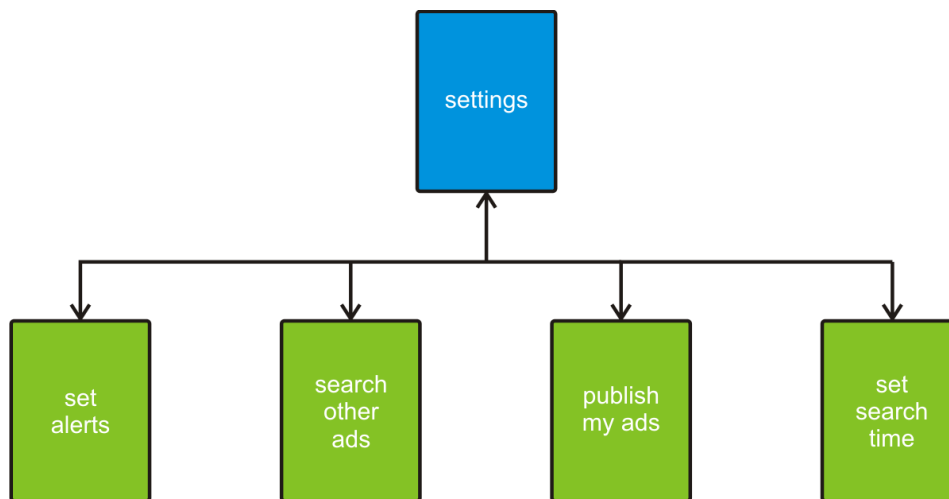 settings
set
alerts
search
other
ads
publish
my ads
set
search
time